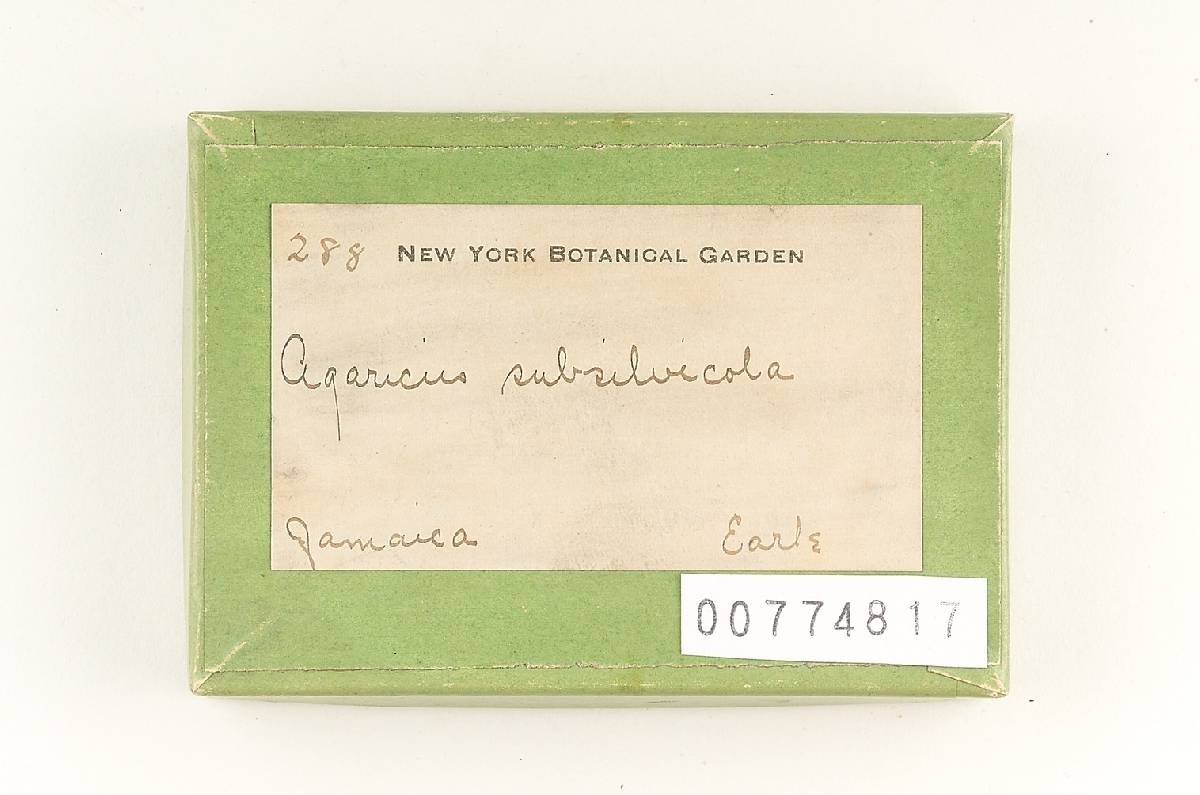 288 NEW YORK BOTANICAL GARDEN
Agaricus subsilvicola
Jamaica Earle
00774817